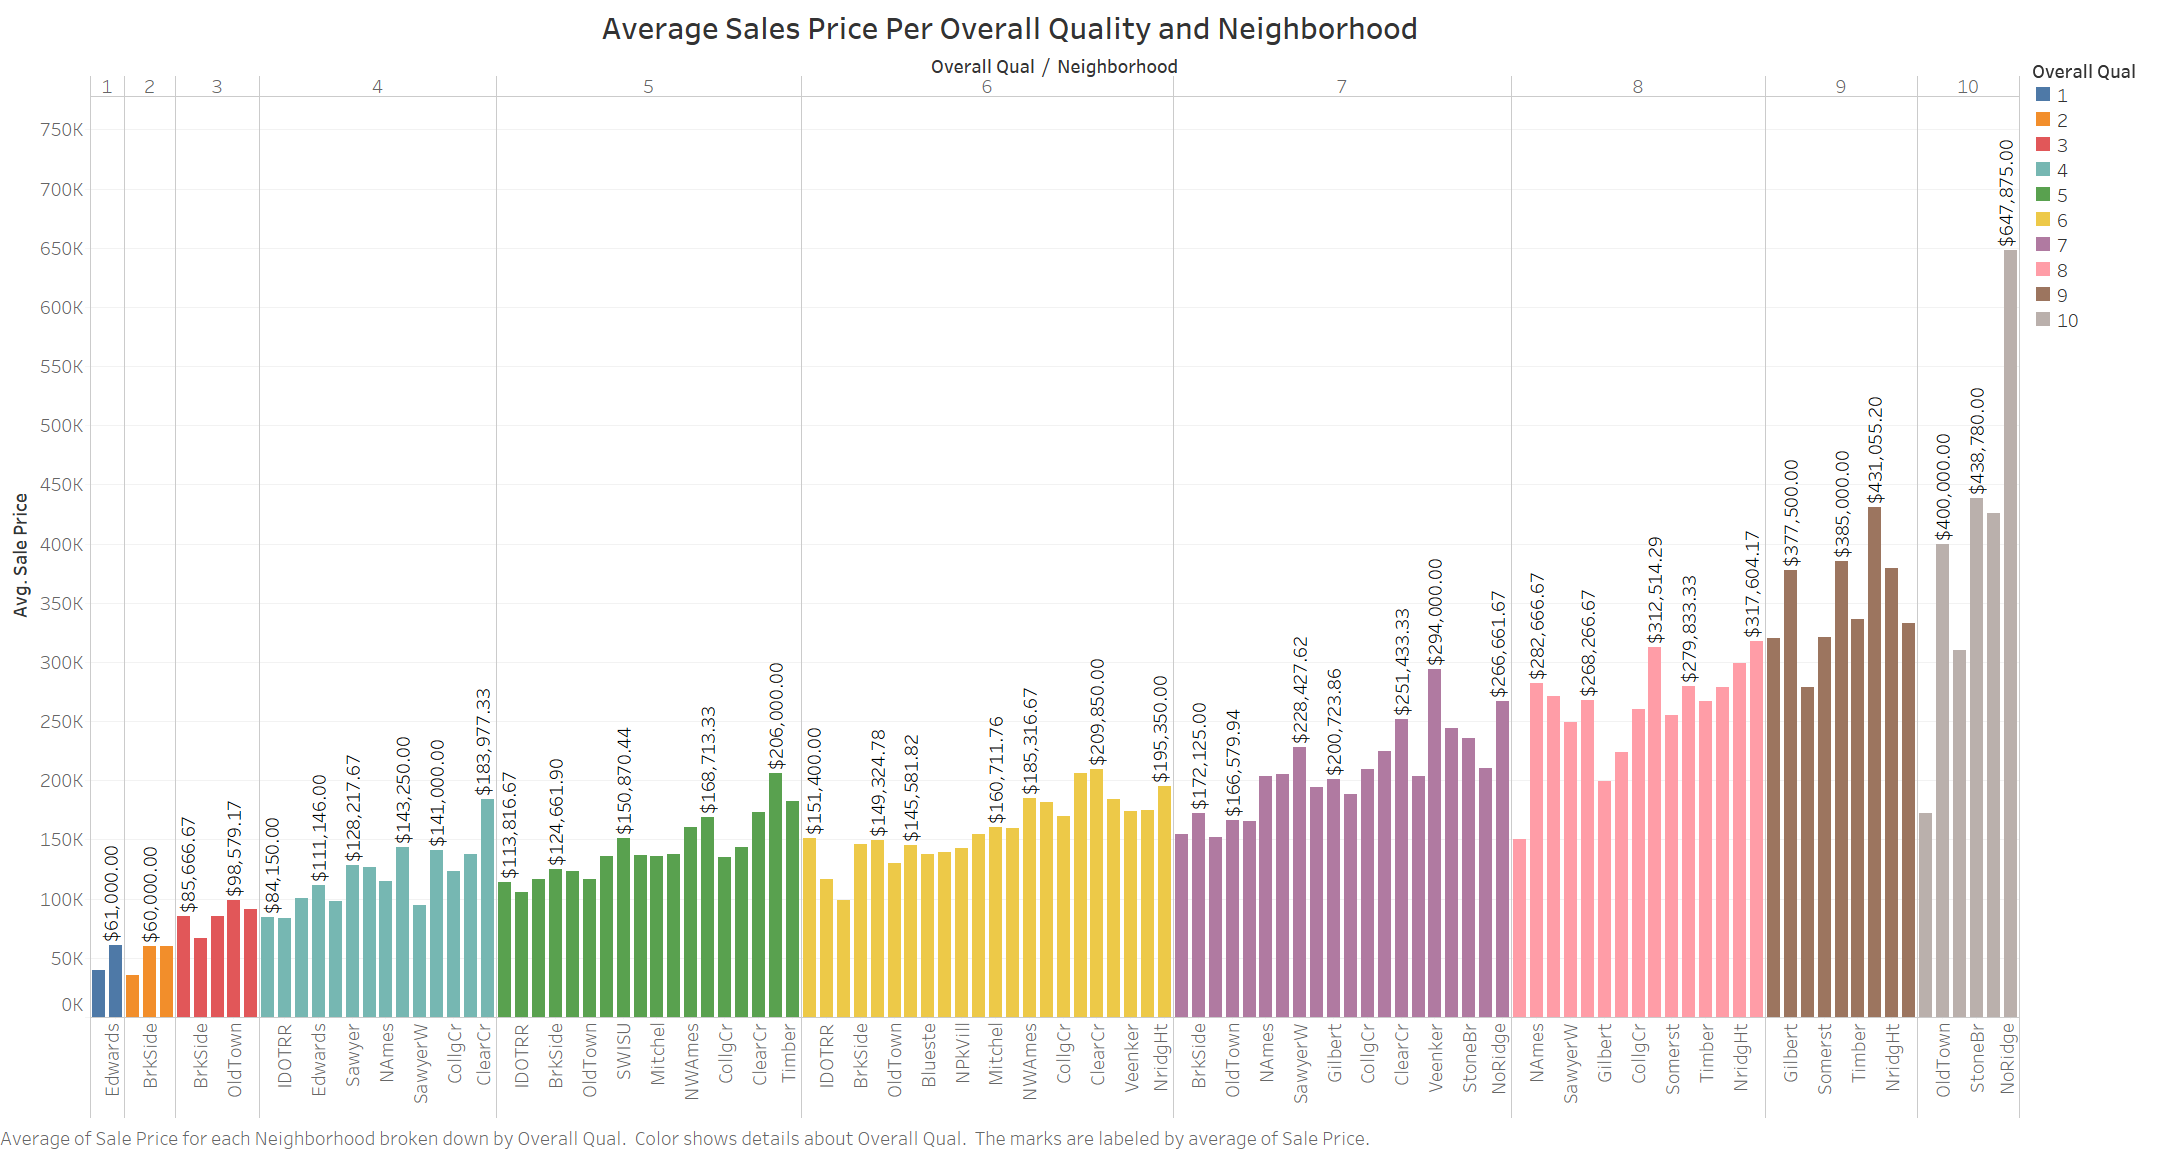 Average Sales Price Per Overall Quality and Neighborhood
Overall Qual / Neighborhood
1 2 3 4 5 6 7 8 9 10
Overall Qual
1
2
3
4
5
6
7
8
9
10
Avg. Sale Price
750K
700K
650K
600K
550K
500K
450K
400K
350K
300K
250K
200K
150K
100K
50K
0K
$61,000.00
$60,000.00
$85,666.67
$98,579.17
$84,150.00
$111,146.00
$128,217.67
$143,250.00
$141,000.00
$183,977.33
$113,816.67
$124,661.90
$150,870.44
$168,713.33
$206,000.00
$151,400.00
$149,324.78
$145,581.82
$160,711.76
$185,316.67
$209,850.00
$195,350.00
$172,125.00
$166,579.94
$228,427.62
$200,723.86
$251,433.33
$294,000.00
$266,661.67
$282,666.67
$268,266.67
$312,514.29
$279,833.33
$317,604.17
$377,500.00
$385,000.00
$431,055.20
$400,000.00
$438,780.00
$647,875.00
Edwards
BrkSide
BrkSide
OldTown
IDOTRR
Edwards
Sawyer
NAmes
SawyerW
CollgCr
ClearCr
IDOTRR
BrkSide
OldTown
SWISU
Mitchel
NWAmes
CollgCr
ClearCr
Timber
IDOTRR
BrkSide
OldTown
Blueste
NPkVill
Mitchel
NWAmes
CollgCr
ClearCr
Veenker
NridgHt
BrkSide
OldTown
NAmes
SawyerW
Gilbert
CollgCr
ClearCr
Veenker
StoneBr
NoRidge
NAmes
SawyerW
Gilbert
CollgCr
Somerst
Timber
NridgHt
Gilbert
Somerst
Timber
NridgHt
OldTown
StoneBr
NoRidge
Average of Sale Price for each Neighborhood broken down by Overall Qual.  Color shows details about Overall Qual.  The marks are labeled by average of Sale Price.